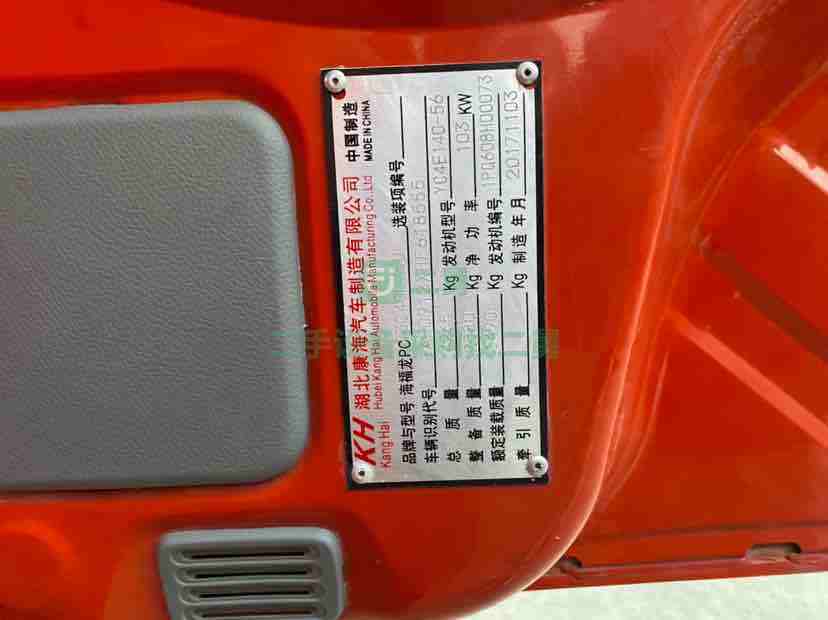 KH 湖北康海汽车制造有限公司 中国制造
Kang Hai Hubei Kang Hai Automobile Manufacturing Co.,Ltd MADE IN CHINA
品牌与型号 海福龙PC 选装项编号
车辆识别代号
总质量 Kg 发动机型号 YC4E140-56
整备质量 Kg 净功率 103 KW
额定装载质量 Kg 发动机编号 1PQ608H00073
牵引质量 Kg 制造年月 20171103